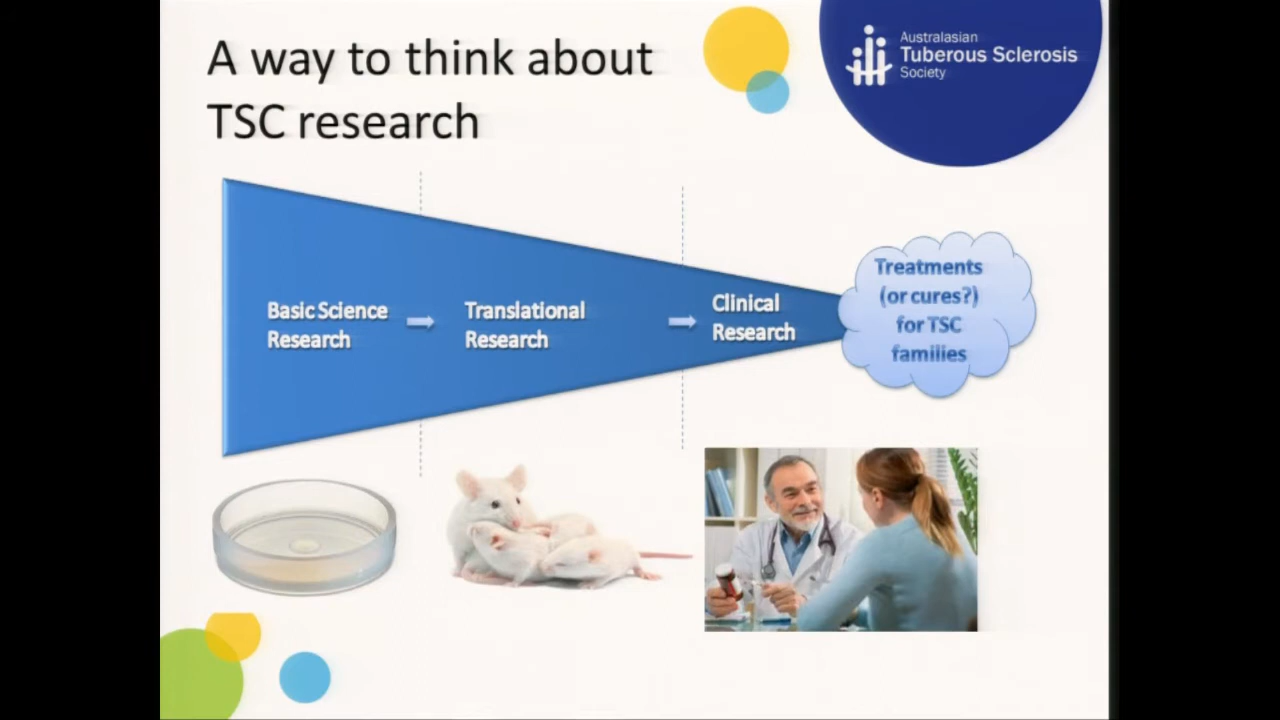 A way to think about
TSC research
Australasian
Tuberous Sclerosis
Society
Basic Science
Research
Translational
Research
Clinical
Research
Treatments
(or cures?)
for TSC
families